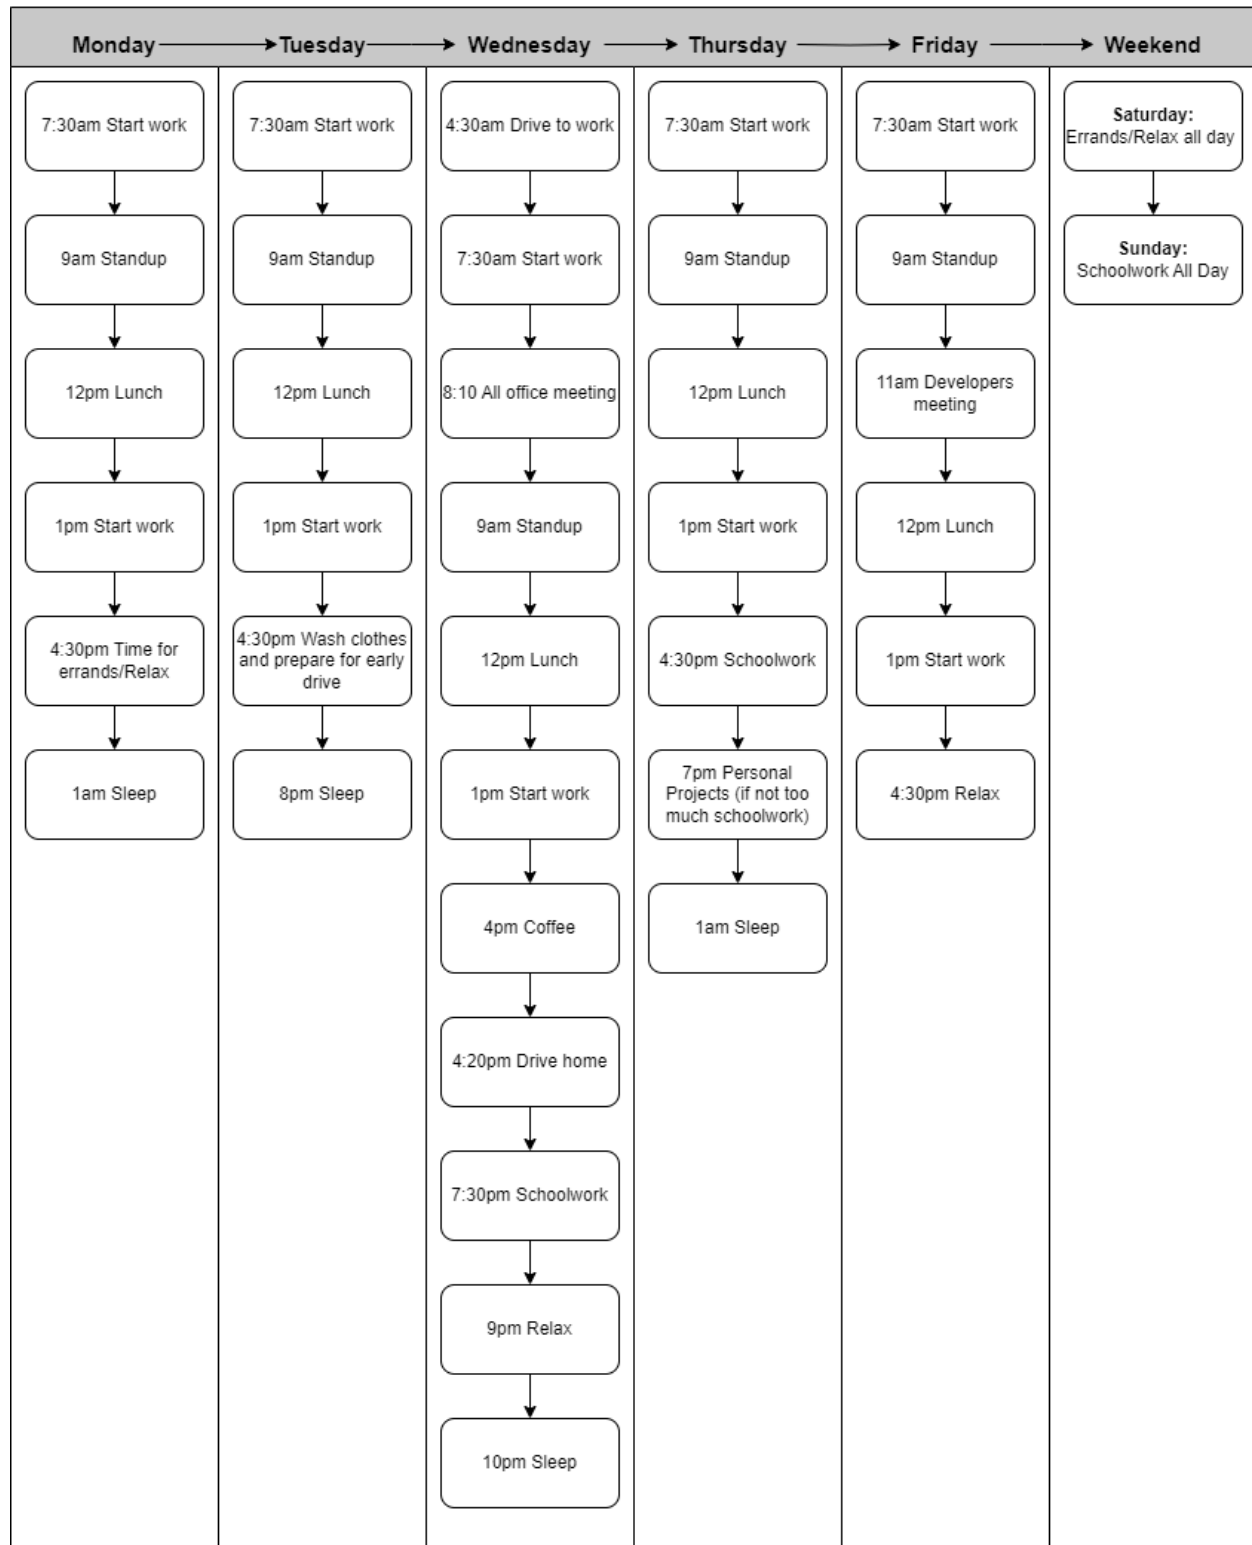 Monday
Tuesday
Wednesday
Thursday
Friday
Weekend
7:30am Start work
9am Standup
12pm Lunch
1pm Start work
4:30pm Time for
errands/Relax
1am Sleep
7:30am Start work
9am Standup
12pm Lunch
1pm Start work
4:30pm Wash clothes
and prepare for early
drive
8pm Sleep
4:30am Drive to work
7:30am Start work
8:10 All office meeting
9am Standup
12pm Lunch
1pm Start work
4pm Coffee
4:20pm Drive home
7:30pm Schoolwork
9pm Relax
10pm Sleep
7:30am Start work
9am Standup
12pm Lunch
1pm Start work
4:30pm Schoolwork
7pm Personal
Projects (if not too
much schoolwork)
1am Sleep
7:30am Start work
9am Standup
11am Developers
meeting
12pm Lunch
1pm Start work
4:30pm Relax
Saturday:
Errands/Relax all day
Sunday:
Schoolwork All Day